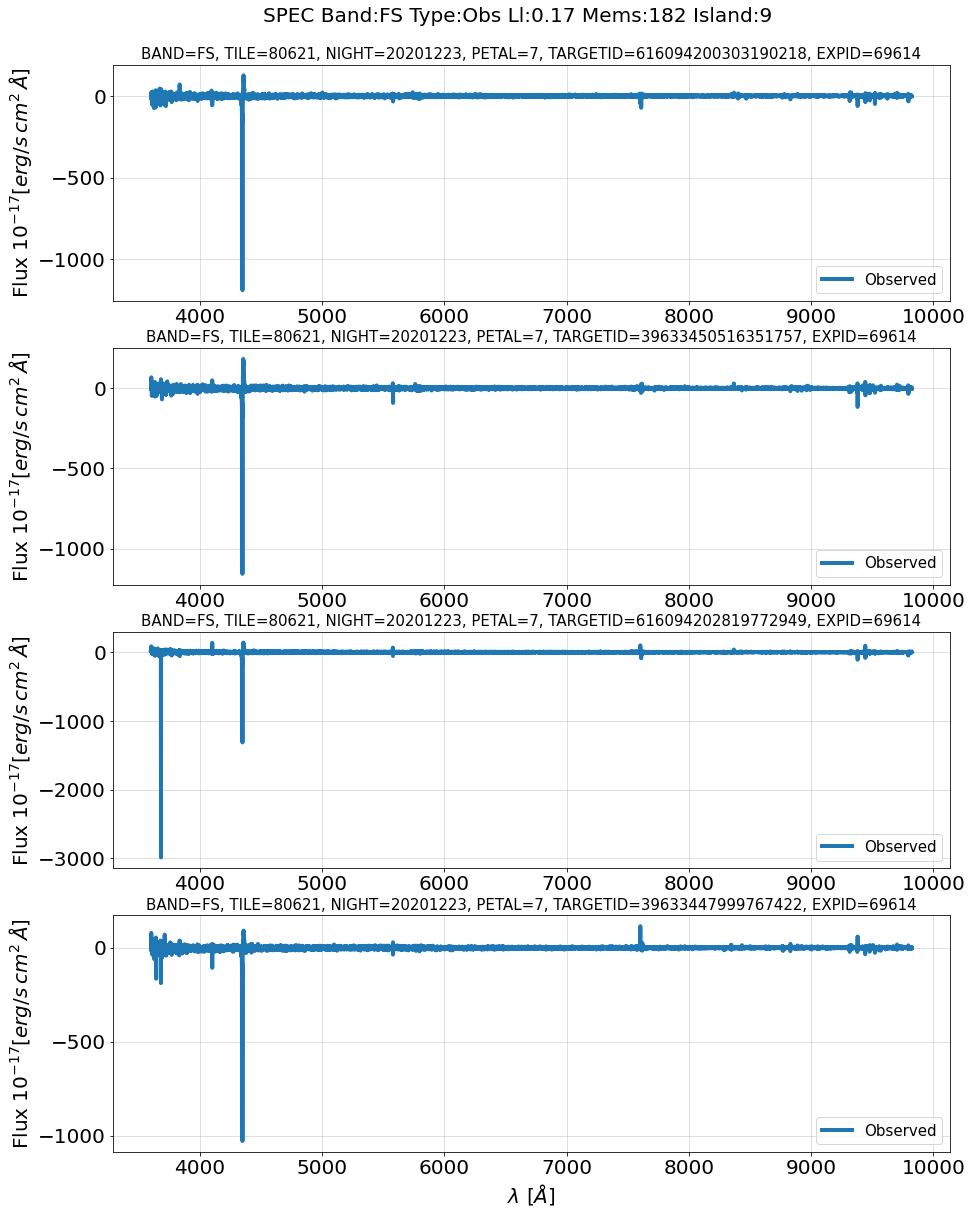 SPEC Band:FS Type:Obs Ll:0.17 Mems:182 Island:9
BAND=FS, TILE=80621, NIGHT=20201223, PETAL=7, TARGETID=616094200303190218, EXPID=69614
Flux 10⁻¹⁷[erg/s cm² Å]
0
−500
−1000
Observed
4000 5000 6000 7000 8000 9000 10000
BAND=FS, TILE=80621, NIGHT=20201223, PETAL=7, TARGETID=39633450516351757, EXPID=69614
Flux 10⁻¹⁷[erg/s cm² Å]
0
−500
−1000
Observed
4000 5000 6000 7000 8000 9000 10000
BAND=FS, TILE=80621, NIGHT=20201223, PETAL=7, TARGETID=616094202819772949, EXPID=69614
Flux 10⁻¹⁷[erg/s cm² Å]
0
−1000
−2000
−3000
Observed
4000 5000 6000 7000 8000 9000 10000
BAND=FS, TILE=80621, NIGHT=20201223, PETAL=7, TARGETID=39633447999767422, EXPID=69614
Flux 10⁻¹⁷[erg/s cm² Å]
0
−500
−1000
Observed
4000 5000 6000 7000 8000 9000 10000
λ [Å]